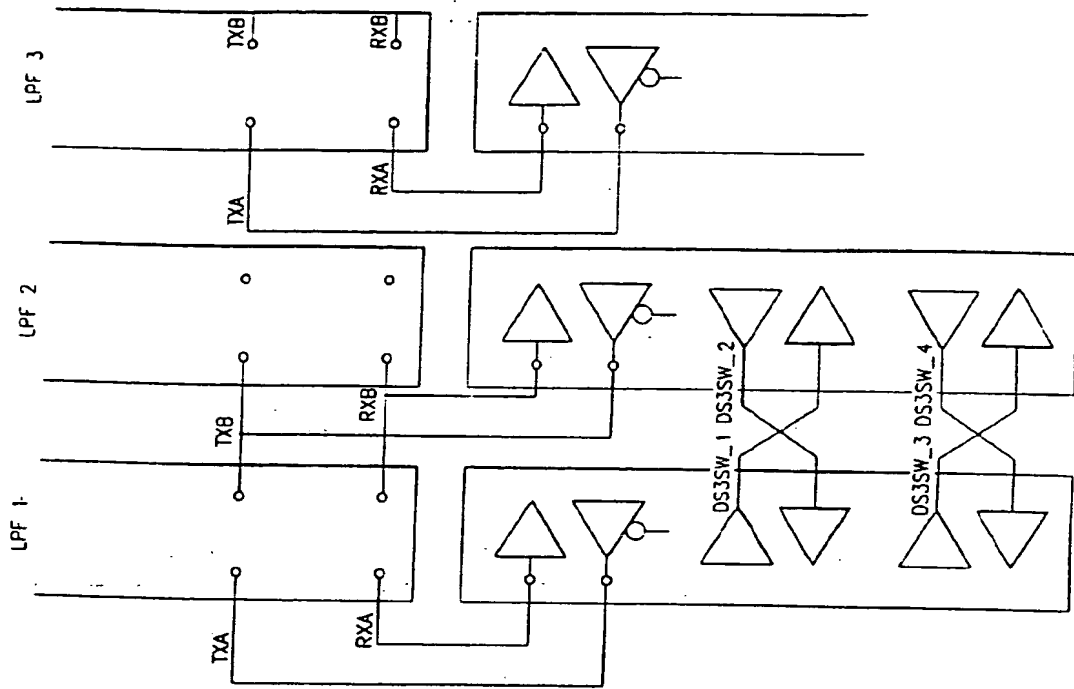 LPF 1
TXA
RXA
TXB
RXB
LPF 2
LPF 3
TXA
RXA
TXB
RXB
DS3SW_1
DS3SW_2
DS3SW_3
DS3SW_4